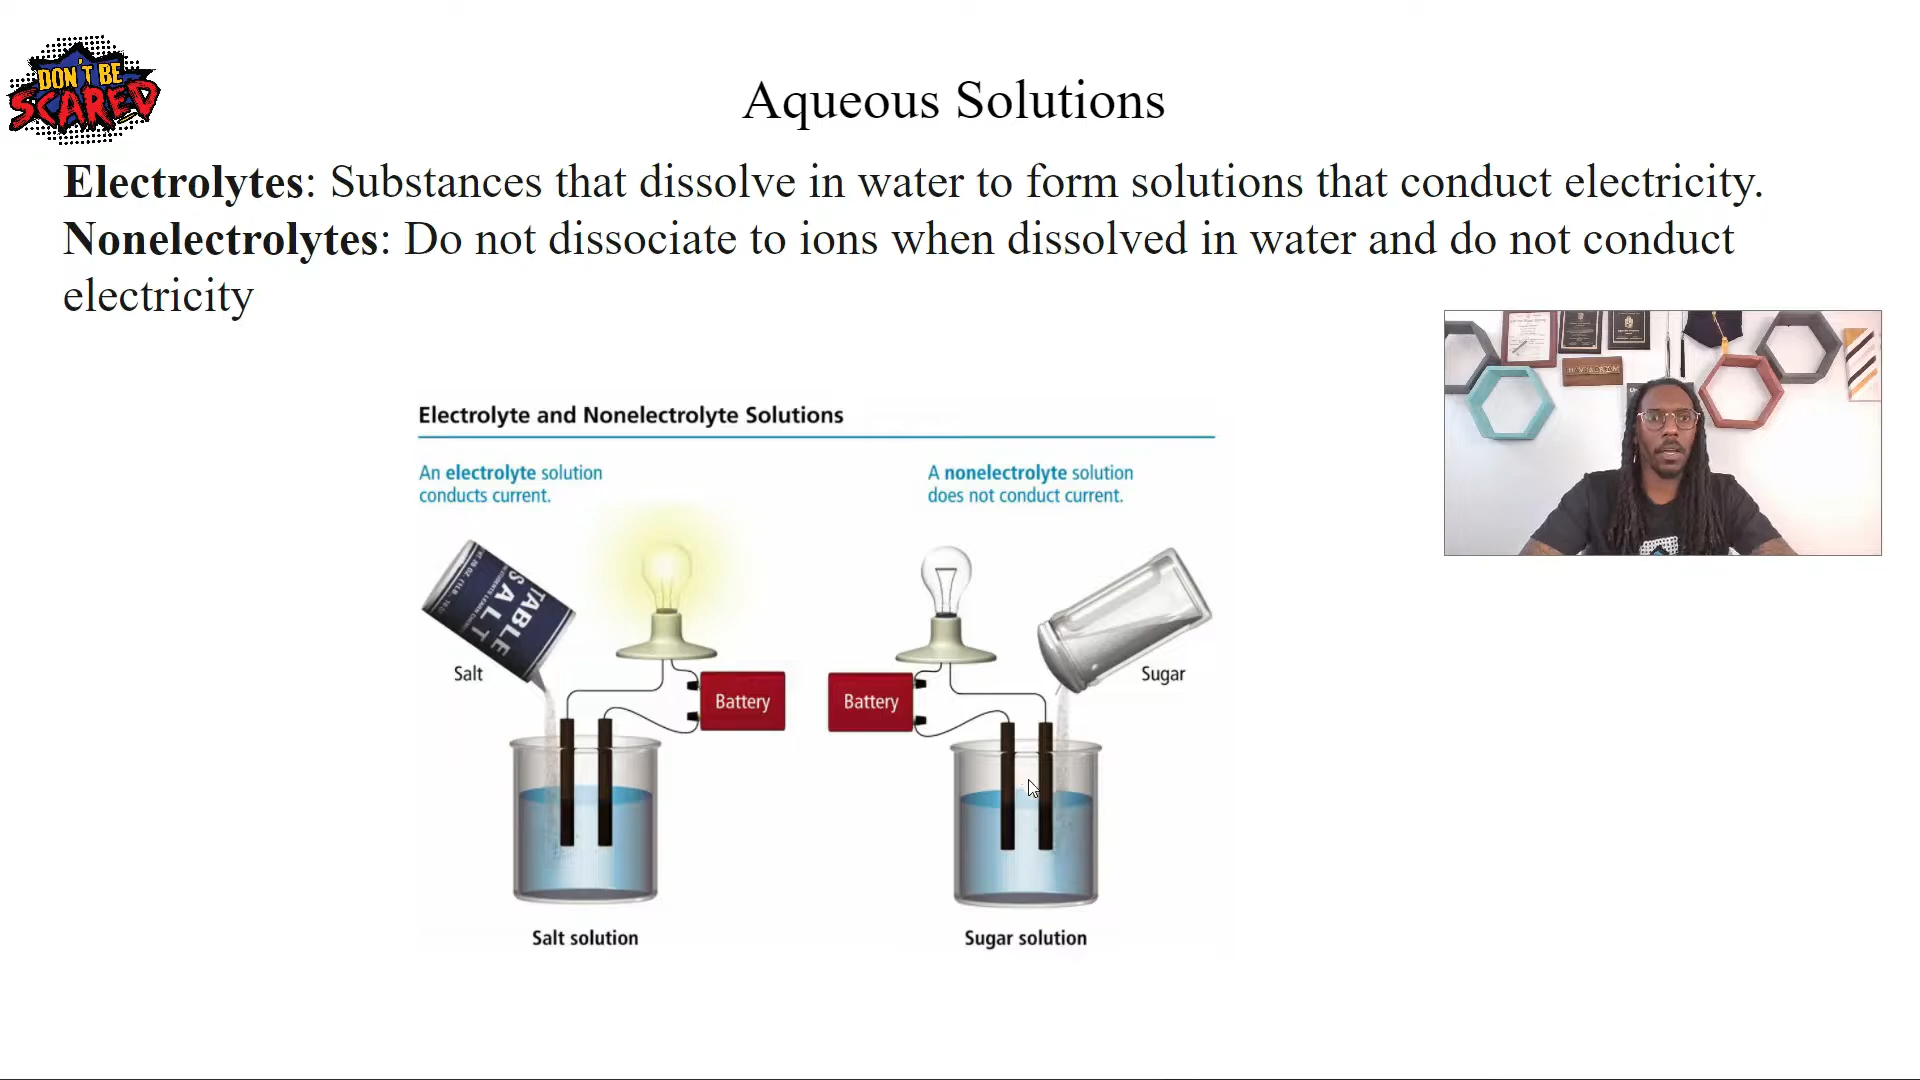 DON'T BE
SCARED
Aqueous Solutions
Electrolytes: Substances that dissolve in water to form solutions that conduct electricity.
Nonelectrolytes: Do not dissociate to ions when dissolved in water and do not conduct
electricity
Electrolyte and Nonelectrolyte Solutions
An electrolyte solution
conducts current.
A nonelectrolyte solution
does not conduct current.
TABLE
SALT
Salt
Battery
Battery
Sugar
Salt solution
Sugar solution